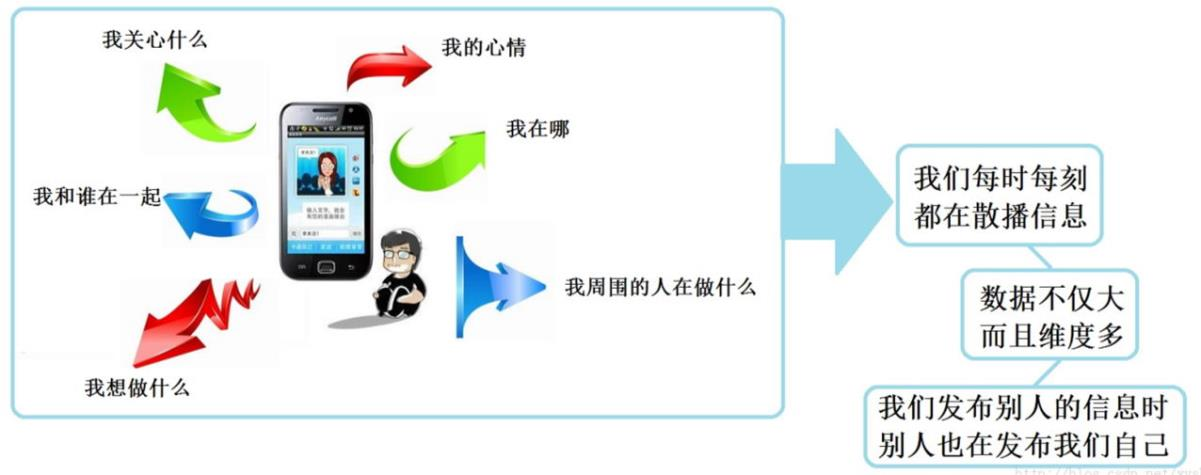 我关心什么
我的心情
我在哪
我和谁在一起
我周围的人在做什么
我想做什么
我们每时每刻
都在散播信息
数据不仅大
而且维度多
我们发布别人的信息时
别人也在发布我们自己